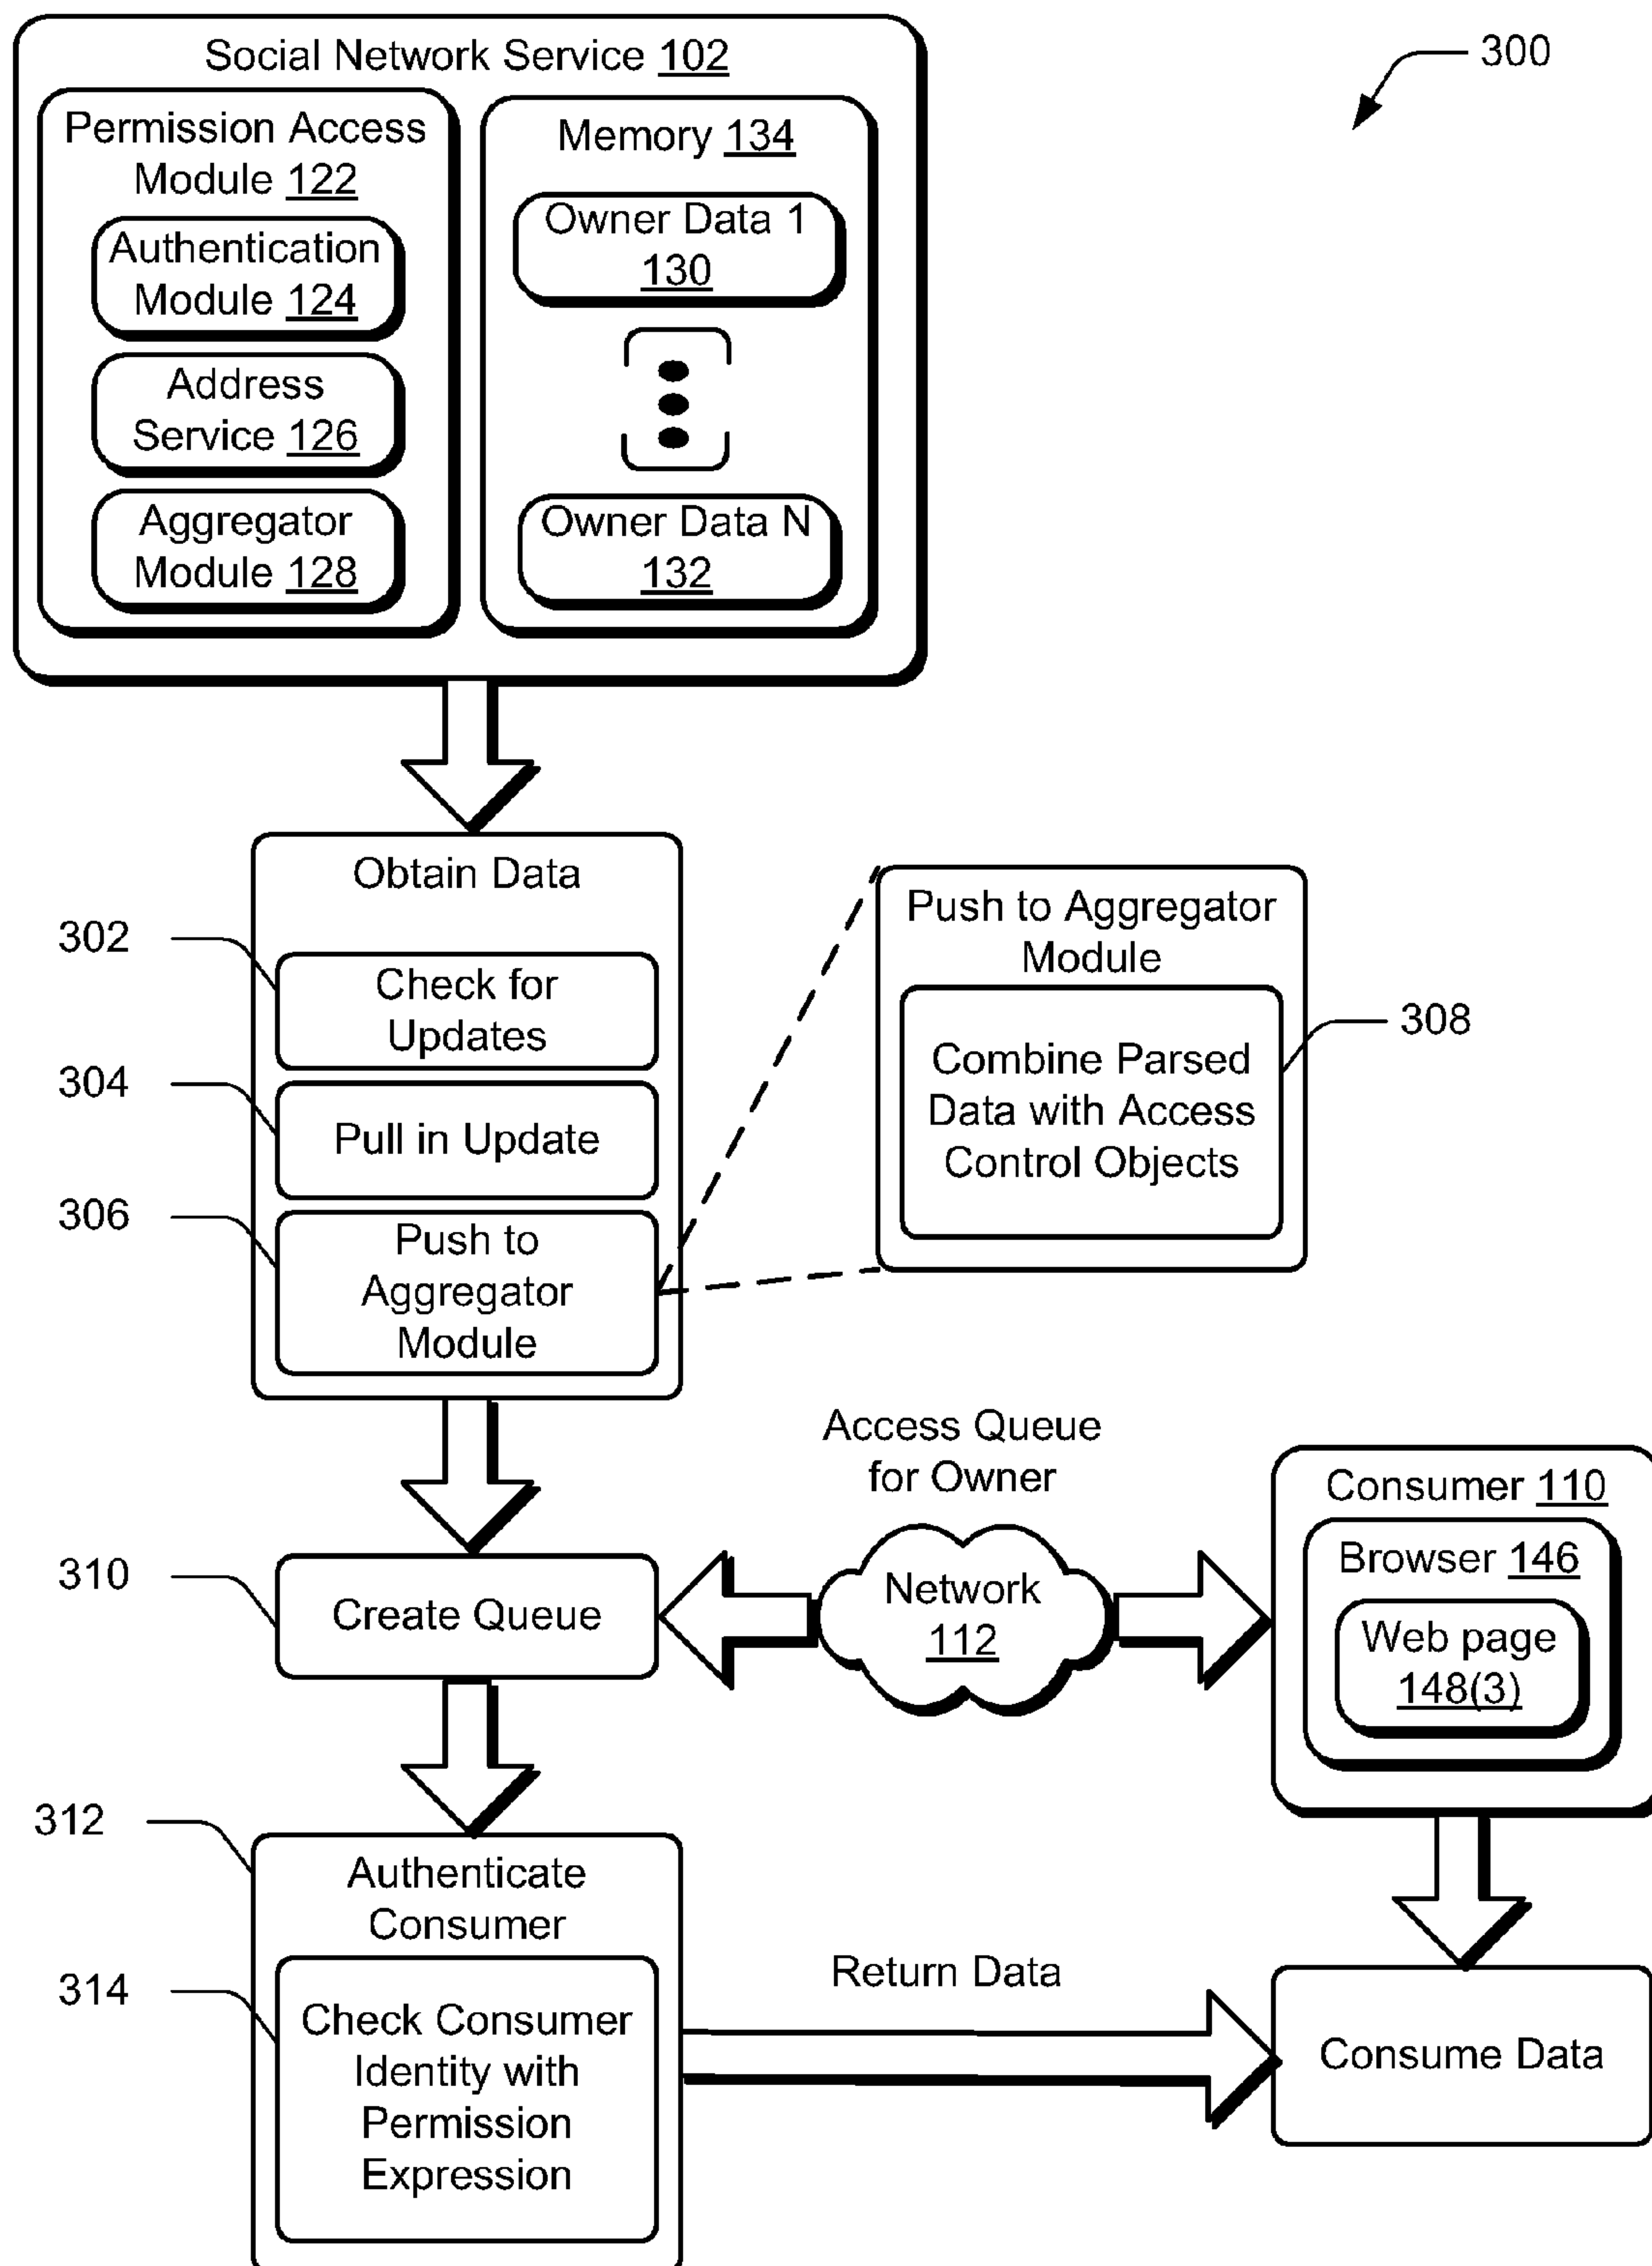 300
Social Network Service 102
Permission Access
Module 122
Authentication
Module 124
Address
Service 126
Aggregator
Module 128
Memory 134
Owner Data 1
130
Owner Data N
132
Obtain Data
302
Check for
Updates
304
Pull in Update
306
Push to
Aggregator
Module
Push to Aggregator
Module
308
Combine Parsed
Data with Access
Control Objects
310
Create Queue
Access Queue
for Owner
Network
112
Consumer 110
Browser 146
Web page
148(3)
312
Authenticate
Consumer
314
Check Consumer
Identity with
Permission
Expression
Return Data
Consume Data